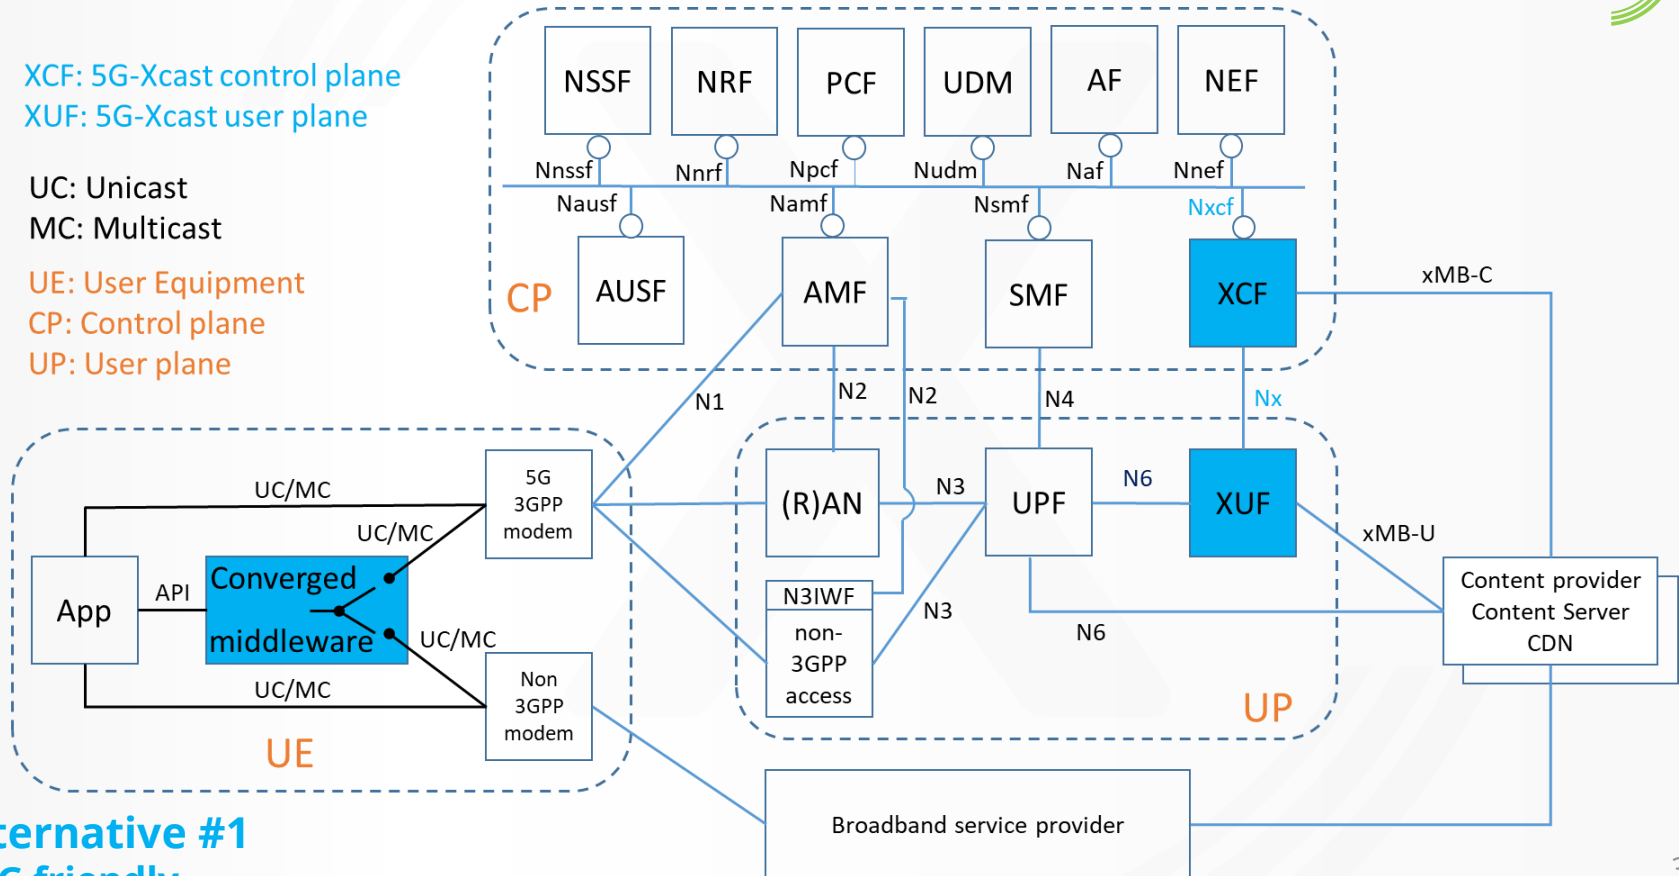 XCF: 5G-Xcast control plane
XUF: 5G-Xcast user plane
UC: Unicast
MC: Multicast
UE: User Equipment
CP: Control plane
UP: User plane
NSSF
NRF
PCF
UDM
AF
NEF
Nnssf
Nnrf
Npcf
Nudm
Naf
Nnef
Nausf
Namf
Nsmf
Nxcf
CP
AUSF
AMF
SMF
XCF
xMB-C
N1
N2
N2
N4
Nx
UC/MC
5G
3GPP
modem
UC/MC
(R)AN
N3
UPF
N6
XUF
xMB-U
App
API
Converged
middleware
UC/MC
UC/MC
Non
3GPP
modem
UE
N3IWF
non-
3GPP
access
N3
N6
UP
Content provider
Content Server
CDN
Broadband service provider
ternative #1